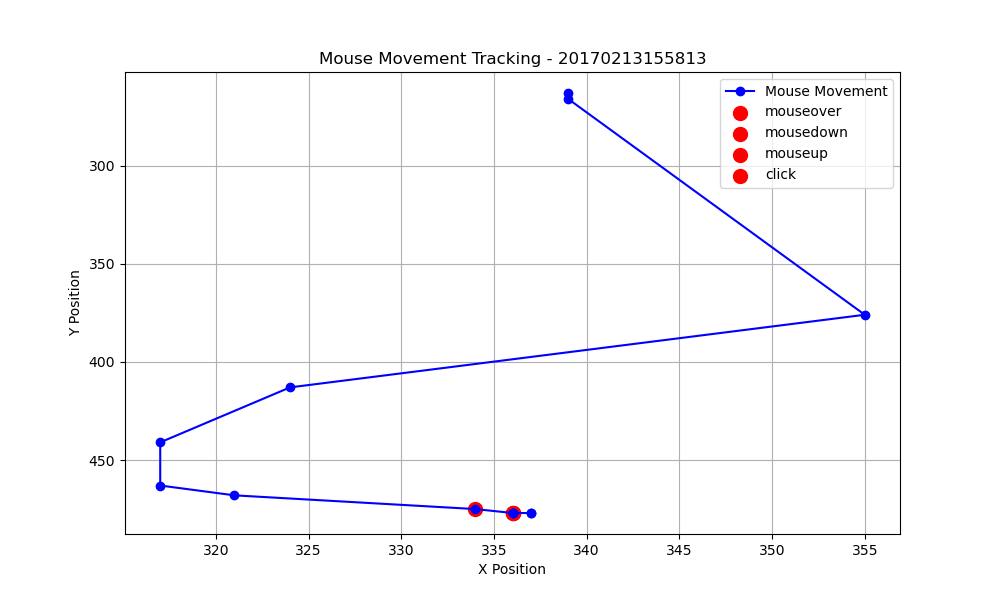 Mouse Movement Tracking - 20170213155813
Mouse Movement
mouseover
mousedown
mouseup
click
300
350
400
450
Y Position
320 325 330 335 340 345 350 355
X Position